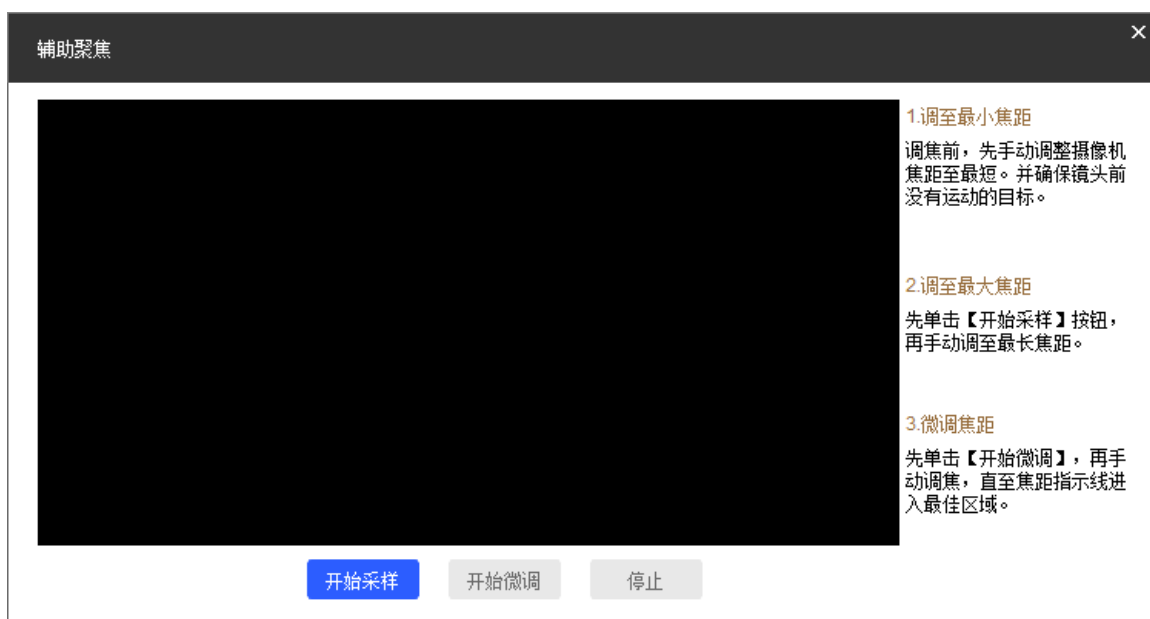 辅助聚焦
1.调至最小焦距
调焦前，先手动调整摄像机
焦距至最短。并确保镜头前
没有运动的目标。
2.调至最大焦距
先单击【开始采样】按钮，
再手动调至最长焦距。
3.微调焦距
先单击【开始微调】，再手
动调焦，直至焦距指示线进
入最佳区域。
开始采样 开始微调 停止